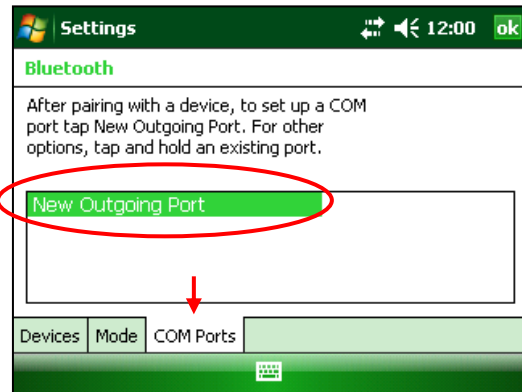 Settings 12:00 ok
Bluetooth
After pairing with a device, to set up a COM
port tap New Outgoing Port. For other
options, tap and hold an existing port.
New Outgoing Port
Devices Mode COM Ports